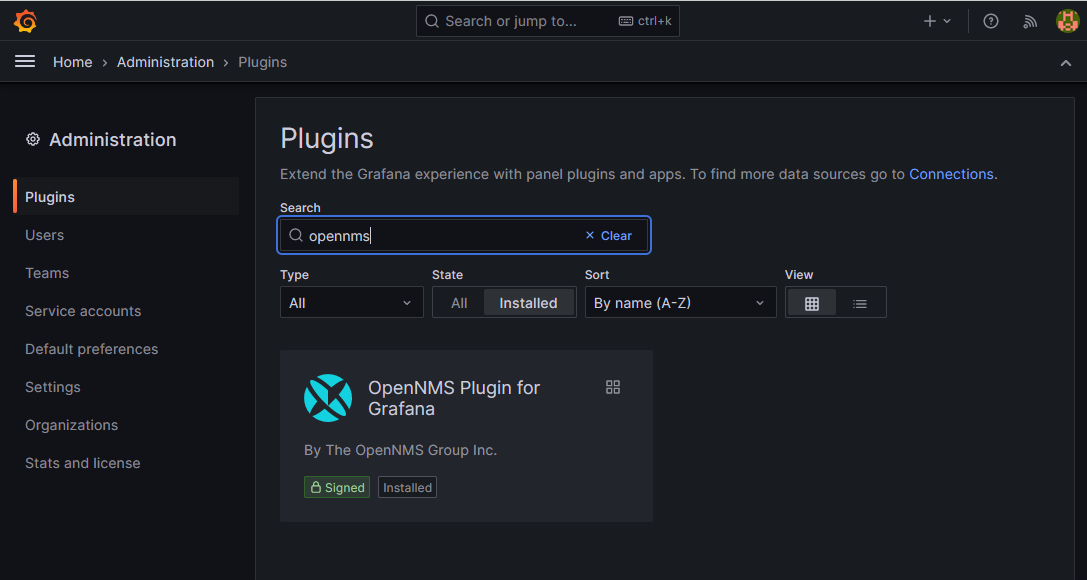 Search or jump to... ctrl+k
Home › Administration › Plugins
Administration
Plugins
Users
Teams
Service accounts
Default preferences
Settings
Organizations
Stats and license
Plugins
Extend the Grafana experience with panel plugins and apps. To find more data sources go to Connections.
Search
opennms × Clear
Type State Sort View
All All Installed By name (A-Z)
OpenNMS Plugin for
Grafana
By The OpenNMS Group Inc.
Signed Installed